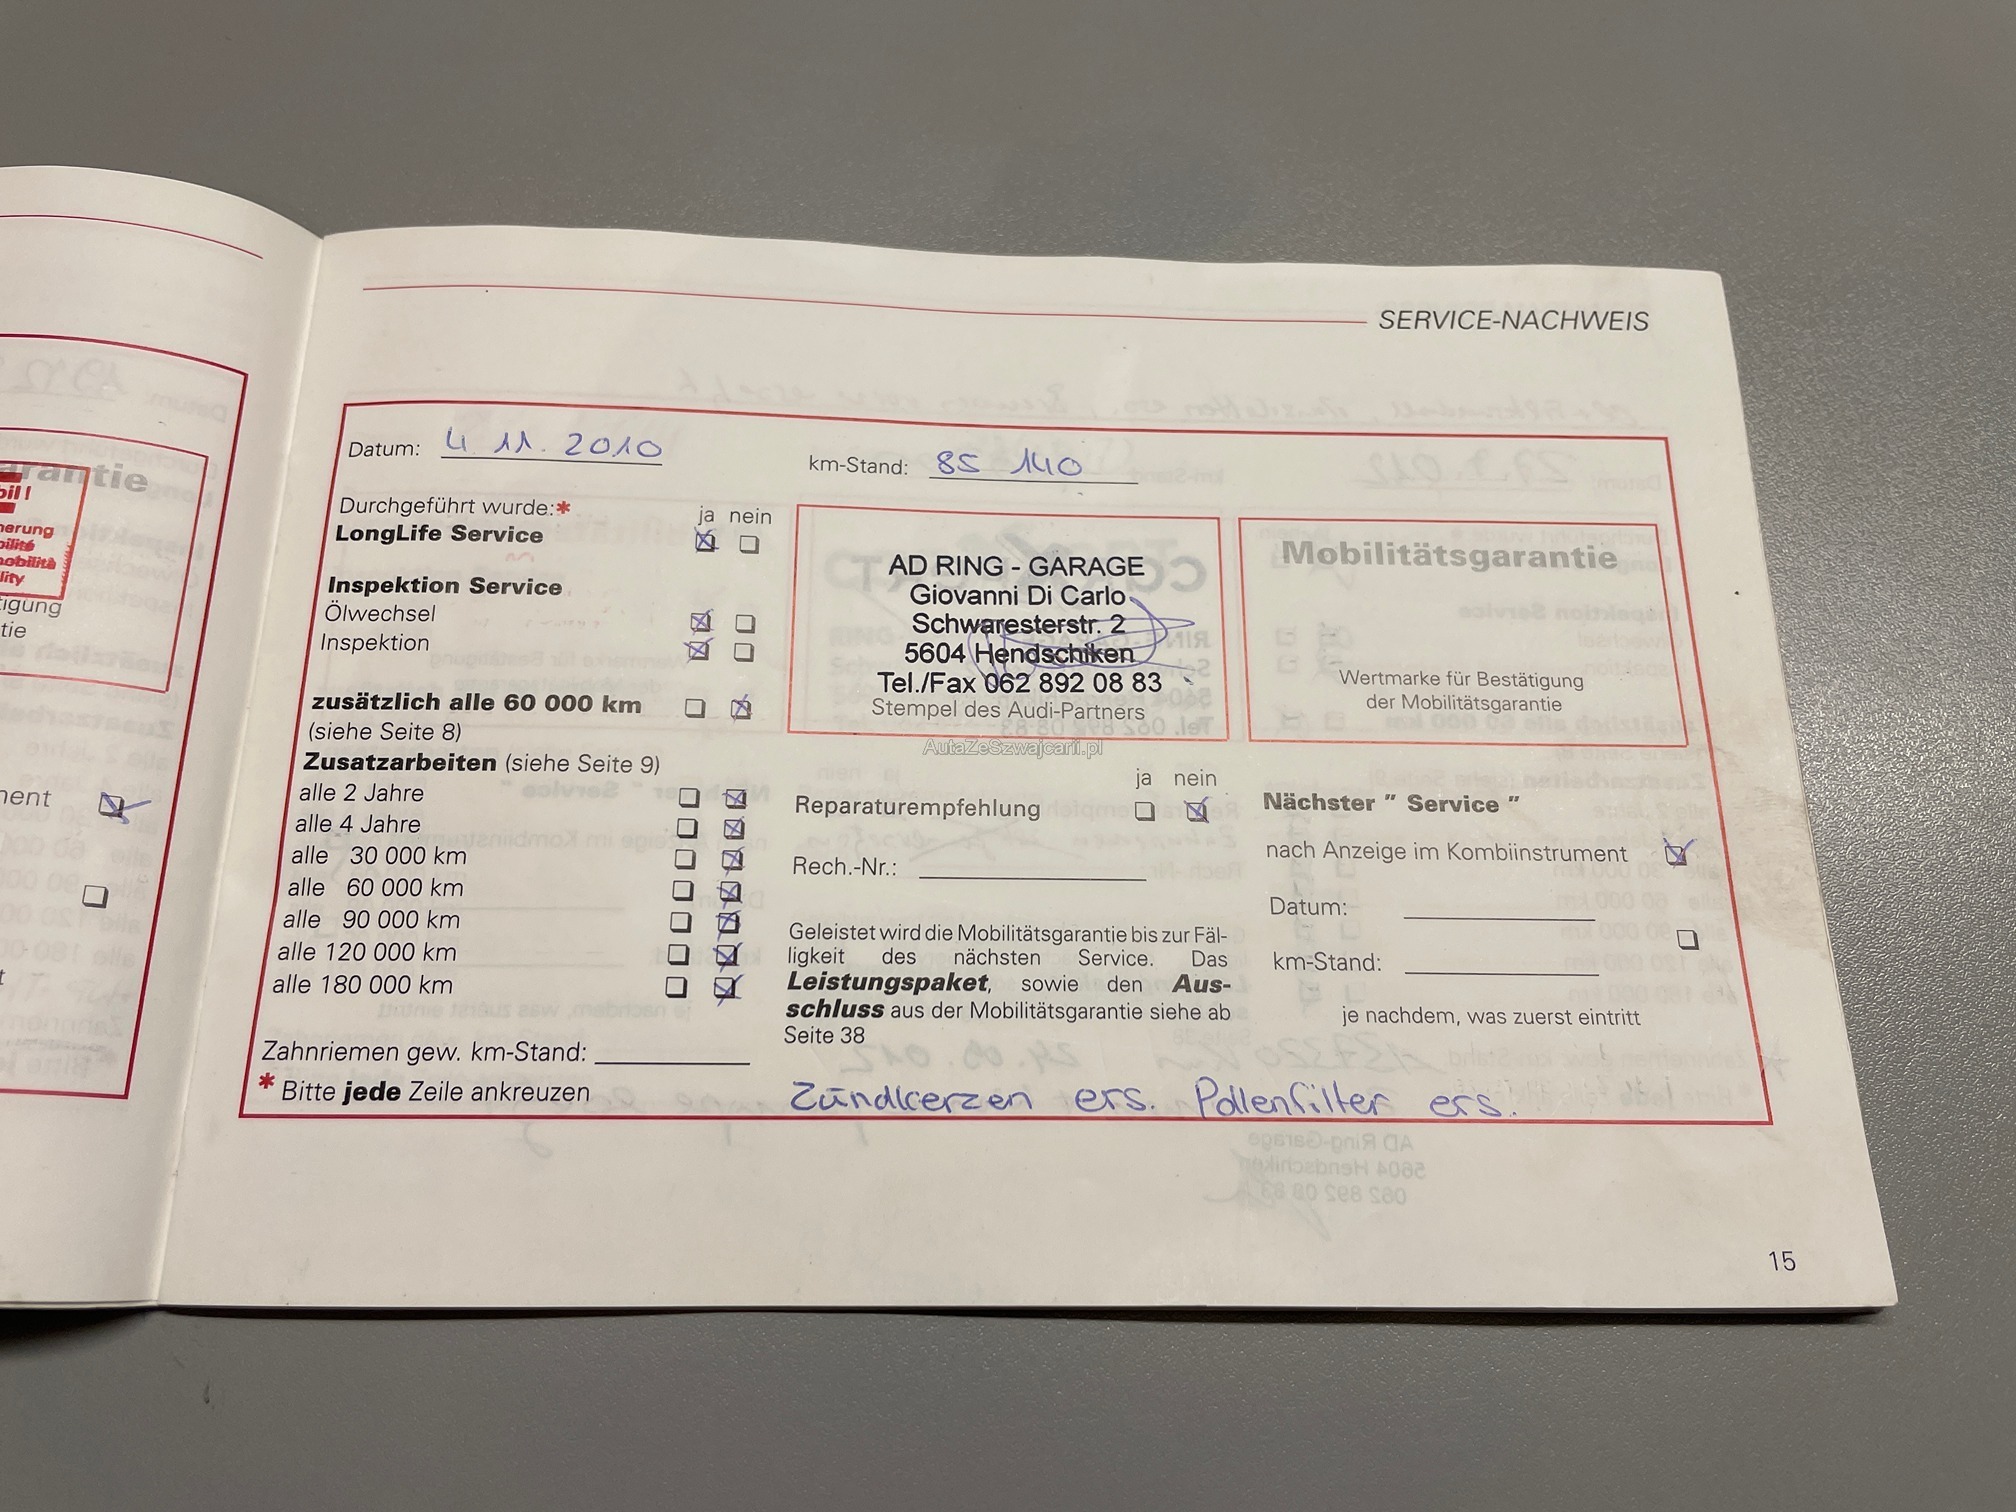 SERVICE-NACHWEIS
Datum: 4. 11. 2010
km-Stand: 85 140
Durchgeführt wurde:*
ja nein
LongLife Service
Inspektion Service
Ölwechsel
Inspektion
zusätzlich alle 60 000 km
(siehe Seite 8)
Zusatzarbeiten (siehe Seite 9)
alle 2 Jahre
alle 4 Jahre
alle 30 000 km
alle 60 000 km
alle 90 000 km
alle 120 000 km
alle 180 000 km
Zahnriemen gew. km-Stand:
* Bitte jede Zeile ankreuzen
AD RING - GARAGE
Giovanni Di Carlo
Schwaresterstr. 2
5604 Hendschiken
Tel./Fax 062 892 08 83
Stempel des Audi-Partners
AutaZeSzwajcarii.pl
ja nein
Reparaturempfehlung
Rech.-Nr.:
Geleistet wird die Mobilitätsgarantie bis zur Fäl-
ligkeit des nächsten Service. Das
Leistungspaket, sowie den Aus-
schluss aus der Mobilitätsgarantie siehe ab
Seite 38
Zündkerzen ers. Pollenfilter ers.
Mobilitätsgarantie
Wertmarke für Bestätigung
der Mobilitätsgarantie
Nächster " Service "
nach Anzeige im Kombiinstrument
Datum:
km-Stand:
je nachdem, was zuerst eintritt
15